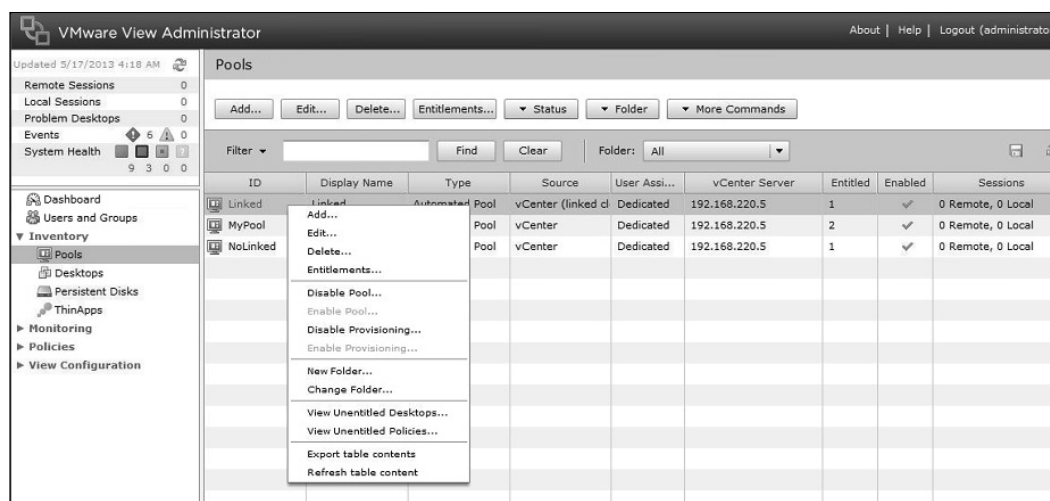 VMware View Administrator
About | Help | Logout (administrato
Updated 5/17/2013 4:18 AM
Remote Sessions 0
Local Sessions 0
Problem Desktops 0
Events 6 0
System Health
9 3 0 0
Dashboard
Users and Groups
Inventory
Pools
Desktops
Persistent Disks
ThinApps
Monitoring
Policies
View Configuration
Pools
Add... Edit... Delete... Entitlements... Status Folder More Commands
Filter Find Clear Folder: All
ID Display Name Type Source User Assi... vCenter Server Entitled Enabled Sessions
Linked Linked Automated Pool vCenter (linked cl Dedicated 192.168.220.5 1 0 Remote, 0 Local
MyPool Pool vCenter Dedicated 192.168.220.5 2 0 Remote, 0 Local
NoLinked Pool vCenter Dedicated 192.168.220.5 1 0 Remote, 0 Local
Add...
Edit...
Delete...
Entitlements...
Disable Pool...
Enable Pool...
Disable Provisioning...
Enable Provisioning...
New Folder...
Change Folder...
View Unentitled Desktops...
View Unentitled Policies...
Export table contents
Refresh table content